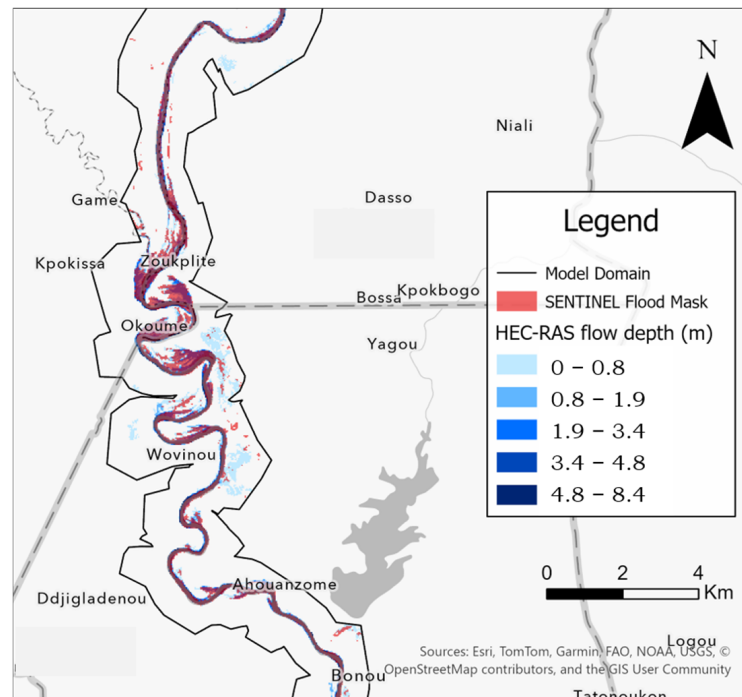 N
Niali
Dasso
Game
Kpokissa
Zoukplite
Bossa
Kpokbogo
Okoume
Yagou
Wovinou
Ahouanzome
Ddjigladenou
Bonou
Legend
Model Domain
SENTINEL Flood Mask
HEC-RAS flow depth (m)
0 – 0.8
0.8 – 1.9
1.9 – 3.4
3.4 – 4.8
4.8 – 8.4
0 2 4
Km
Logou
Sources: Esri, TomTom, Garmin, FAO, NOAA, USGS, ©
OpenStreetMap contributors, and the GIS User Community